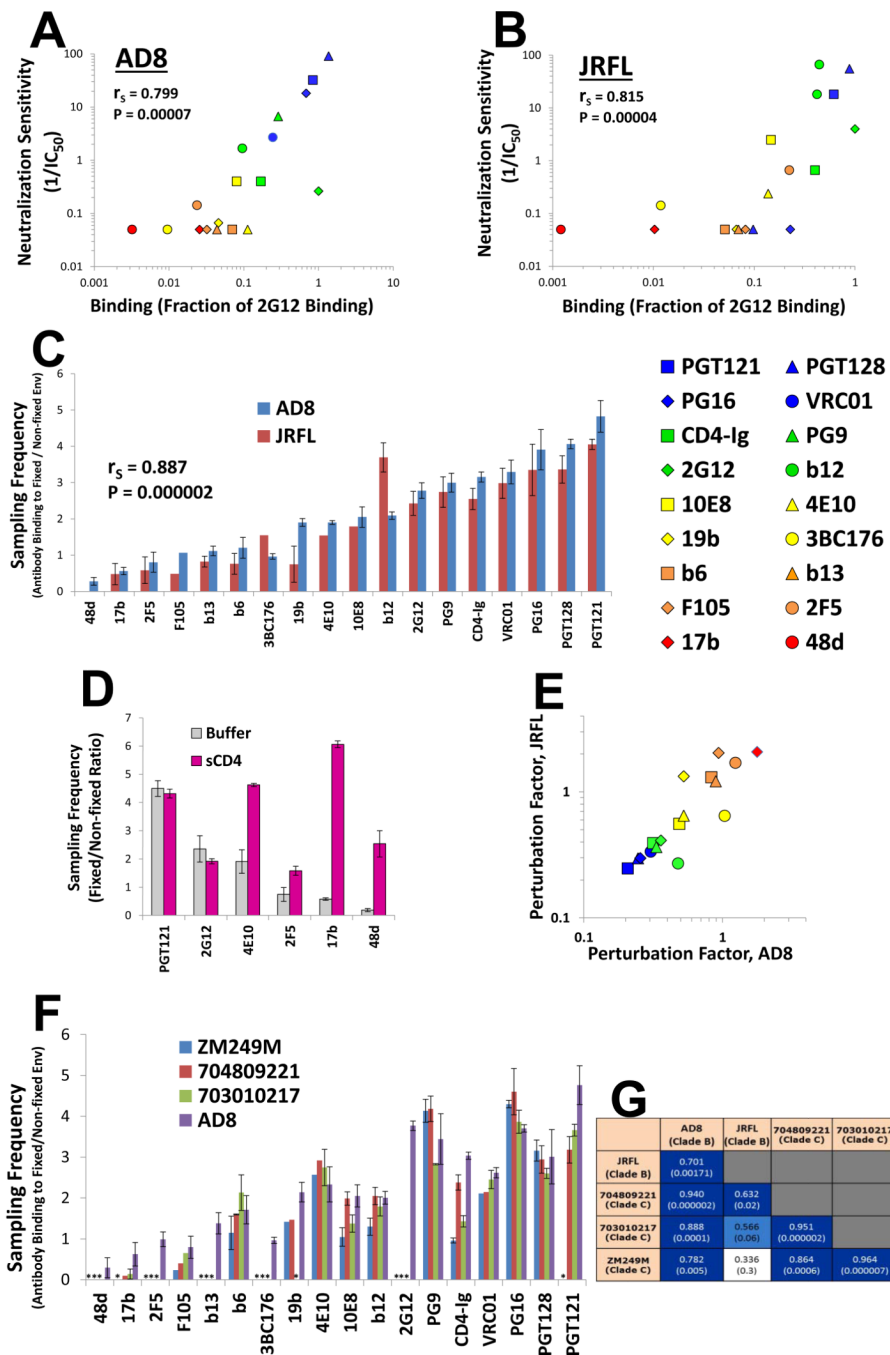 A
AD8
rS = 0.799
P = 0.00007
Neutralization Sensitivity
(1/IC50)
100
10
1
0.1
0.01
0.001
0.01
0.1
1
10
Binding (Fraction of 2G12 Binding)
B
JRFL
rS = 0.815
P = 0.00004
Neutralization Sensitivity
(1/IC50)
100
10
1
0.1
0.01
0.001
0.01
0.1
1
Binding (Fraction of 2G12 Binding)
C
AD8
JRFL
rS = 0.887
P = 0.000002
Sampling Frequency
(Antibody Binding to Fixed / Non-fixed Env)
6
5
4
3
2
1
0
48d
17b
2F5
F105
b13
b6
3BC176
19b
4E10
10E8
b12
2G12
PG9
CD4-Ig
VRC01
PG16
PGT128
PGT121
PGT121 PGT128
PG16 VRC01
CD4-Ig PG9
2G12 b12
10E8 4E10
19b 3BC176
b6 b13
F105 2F5
17b 48d
D
Buffer
sCD4
Sampling Frequency
(Fixed/Non-fixed Ratio)
7
6
5
4
3
2
1
0
PGT121
2G12
4E10
2F5
17b
48d
E
Perturbation Factor, JRFL
1
0.1
0.1
1
Perturbation Factor, AD8
F
ZM249M
704809221
703010217
AD8
Sampling Frequency
(Antibody Binding to Fixed/Non-fixed Env)
6
5
4
3
2
1
0
*** * *** *** *** * *** *
48d
17b
2F5
F105
b13
b6
3BC176
19b
4E10
10E8
b12
2G12
PG9
CD4-Ig
VRC01
PG16
PGT128
PGT121
G
AD8 JRFL 704809221 703010217
(Clade B) (Clade B) (Clade C) (Clade C)
JRFL 0.701
(Clade B) (0.00171)
704809221 0.940 0.632
(Clade C) (0.000002) (0.02)
703010217 0.888 0.566 0.951
(Clade C) (0.0001) (0.06) (0.000002)
ZM249M 0.782 0.336 0.864 0.964
(Clade C) (0.005) (0.3) (0.0006) (0.000007)